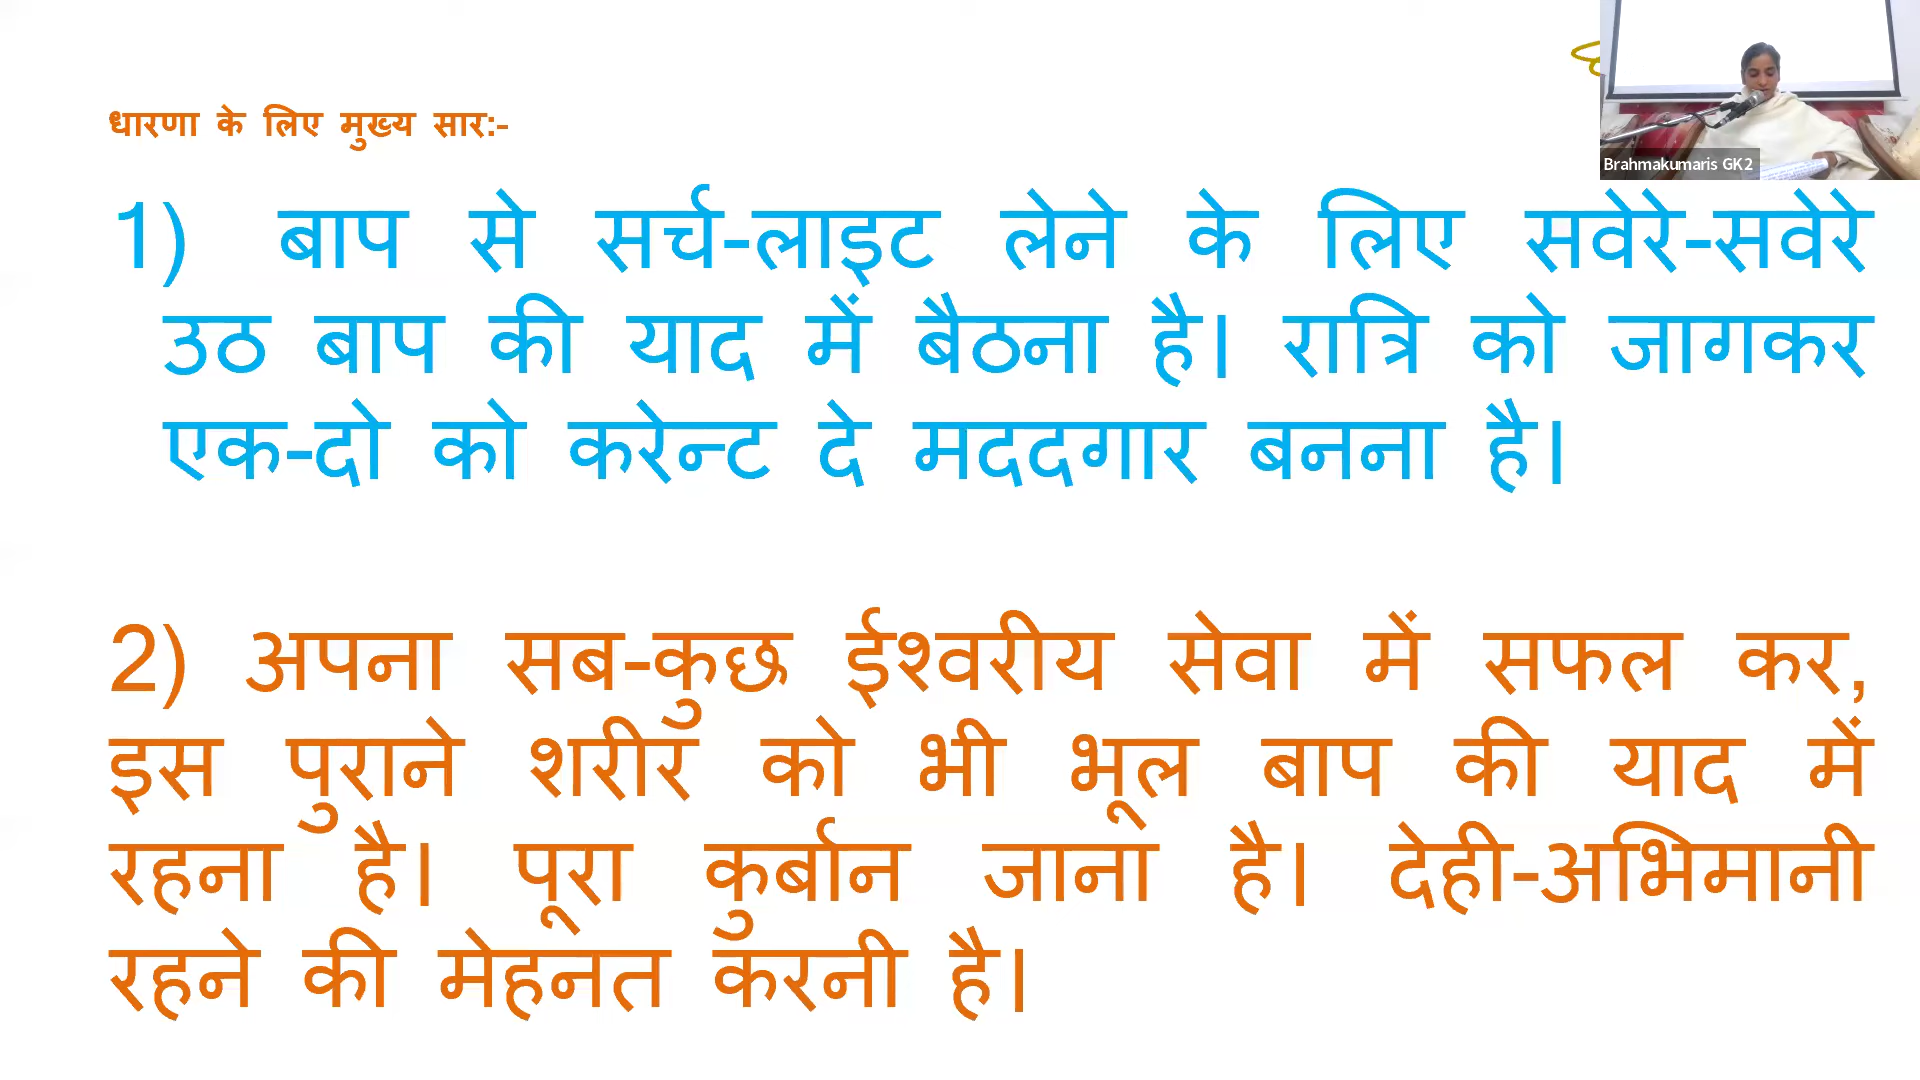 धारणा के लिए मुख्य सार:-
1) बाप से सर्च-लाइट लेने के लिए सवेरे-सवेरे
उठ बाप की याद में बैठना है। रात्रि को जागकर
एक-दो को करेन्ट दे मददगार बनना है।
2) अपना सब-कुछ ईश्वरीय सेवा में सफल कर,
इस पुराने शरीर को भी भूल बाप की याद में
रहना है। पूरा कुर्बान जाना है। देही-अभिमानी
रहने की मेहनत करनी है।
Brahmakumaris GK2